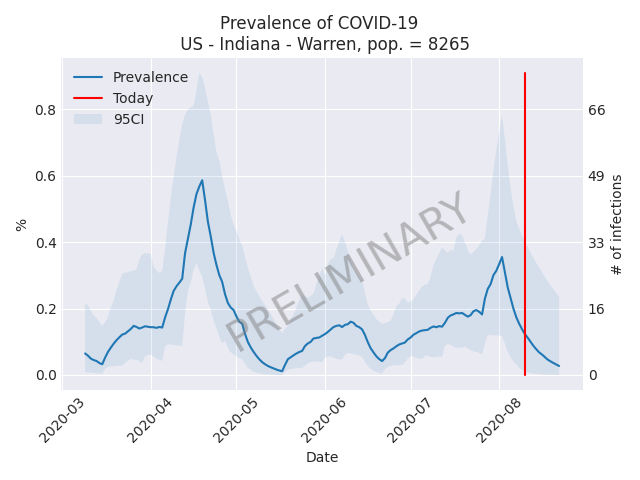 Prevalence of COVID-19
US - Indiana - Warren, pop. = 8265
Prevalence
Today
95CI
0.8
0.6
0.4
0.2
0.0
%
66
49
33
16
0
# of infections
PRELIMINARY
2020-03
2020-04
2020-05
2020-06
2020-07
2020-08
Date